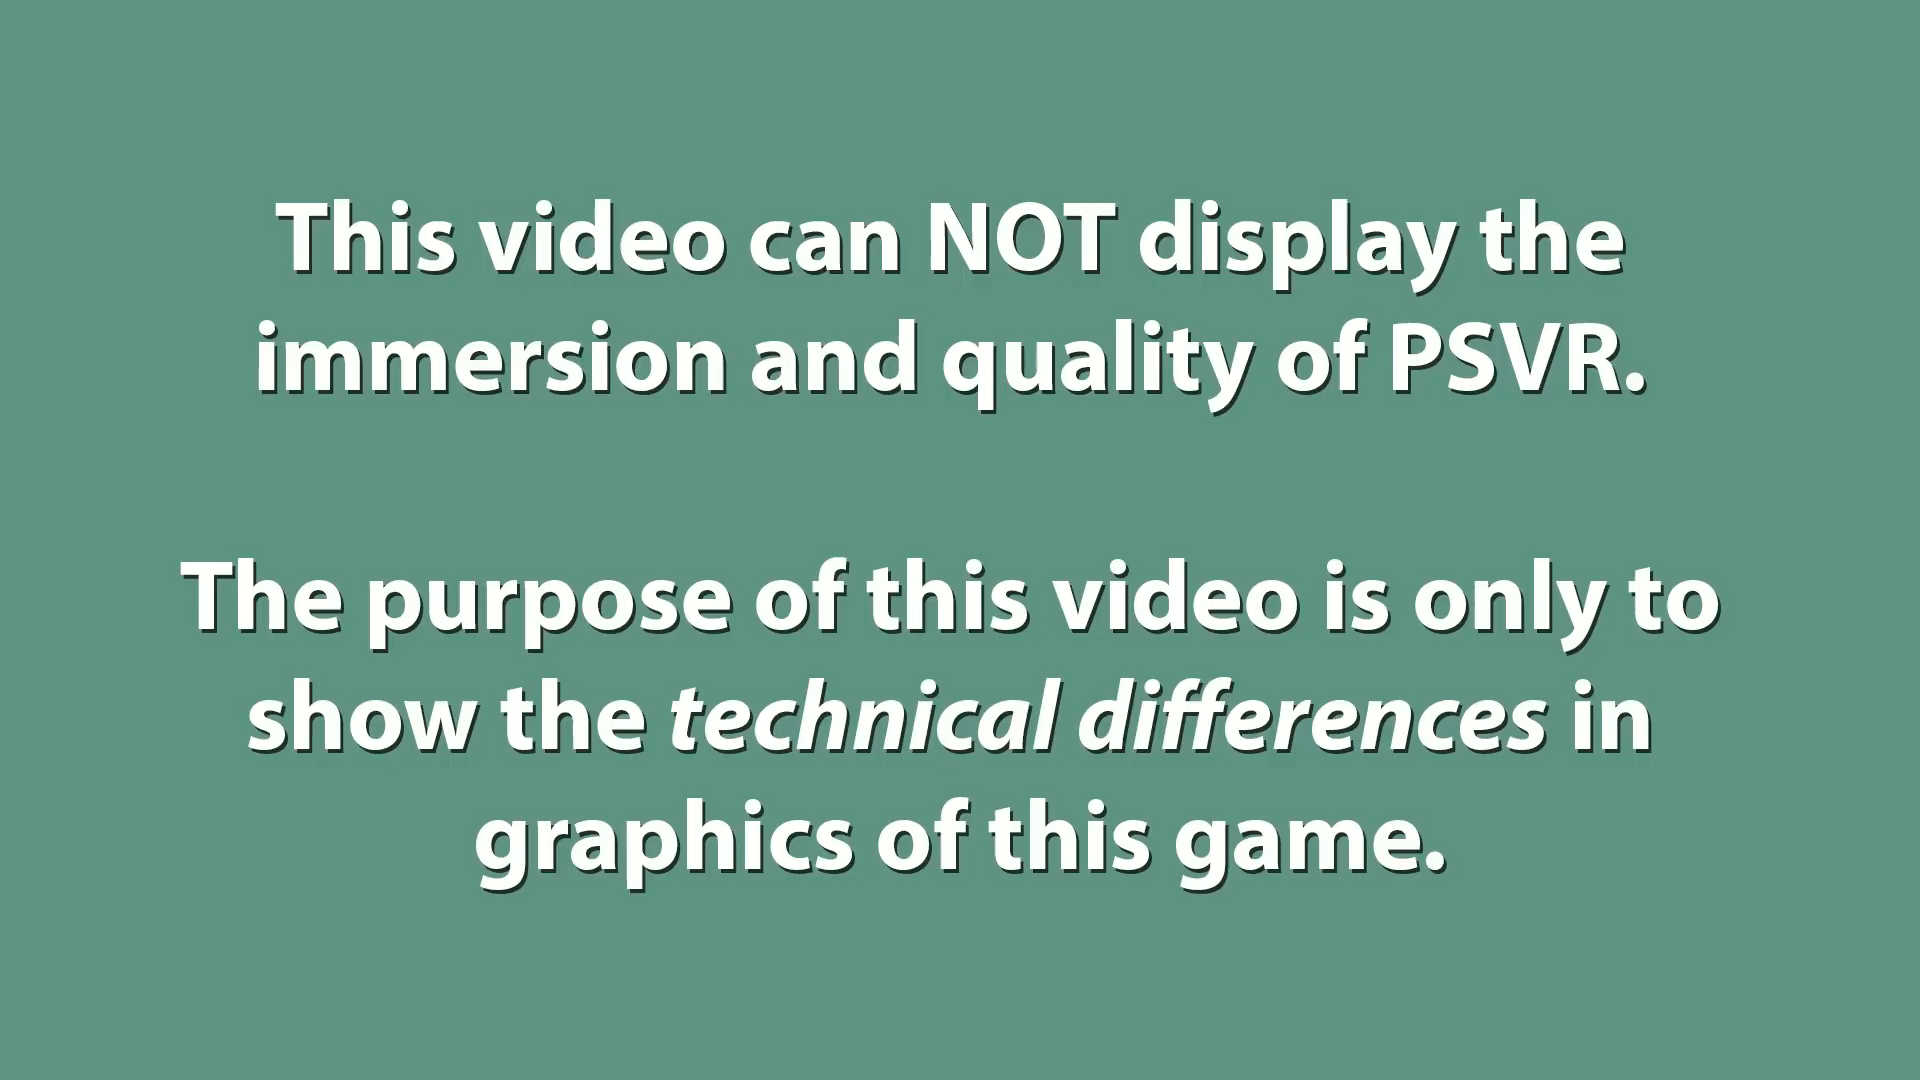 This video can NOT display the
immersion and quality of PSVR.
The purpose of this video is only to
show the technical differences in
graphics of this game.